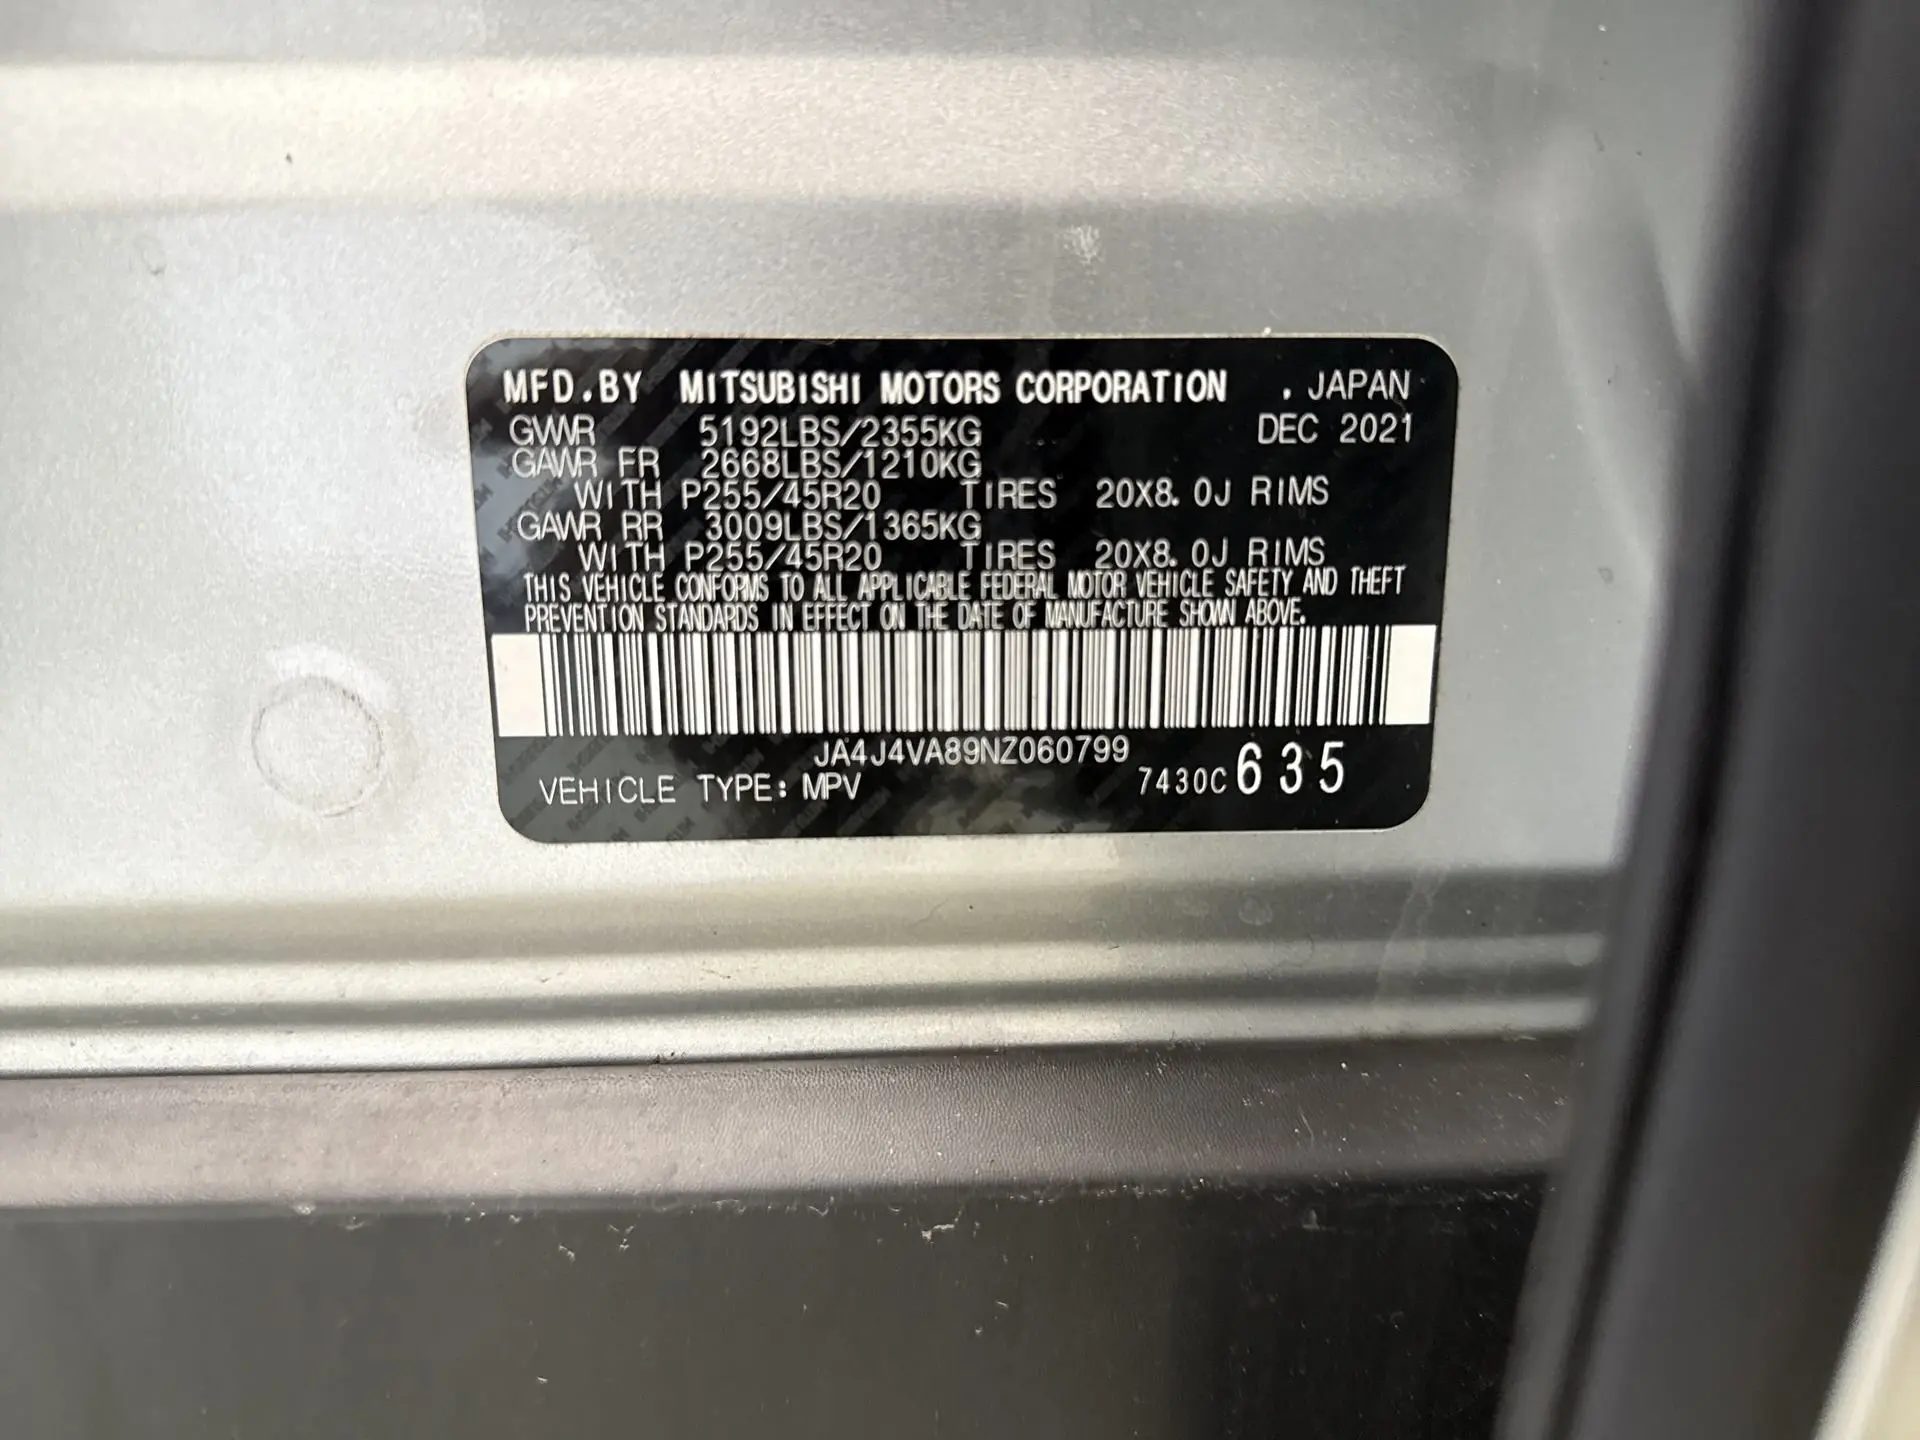 MFD.BY MITSUBISHI MOTORS CORPORATION . JAPAN
GVWR 5192LBS/2355KG DEC 2021
GAWR FR 2668LBS/1210KG
WITH P255/45R20 TIRES 20X8.0J RIMS
GAWR RR 3009LBS/1365KG
WITH P255/45R20 TIRES 20X8.0J RIMS
THIS VEHICLE CONFORMS TO ALL APPLICABLE FEDERAL MOTOR VEHICLE SAFETY AND THEFT
PREVENTION STANDARDS IN EFFECT ON THE DATE OF MANUFACTURE SHOWN ABOVE.
JA4J4VA89NZ060799
VEHICLE TYPE: MPV 7430C 635